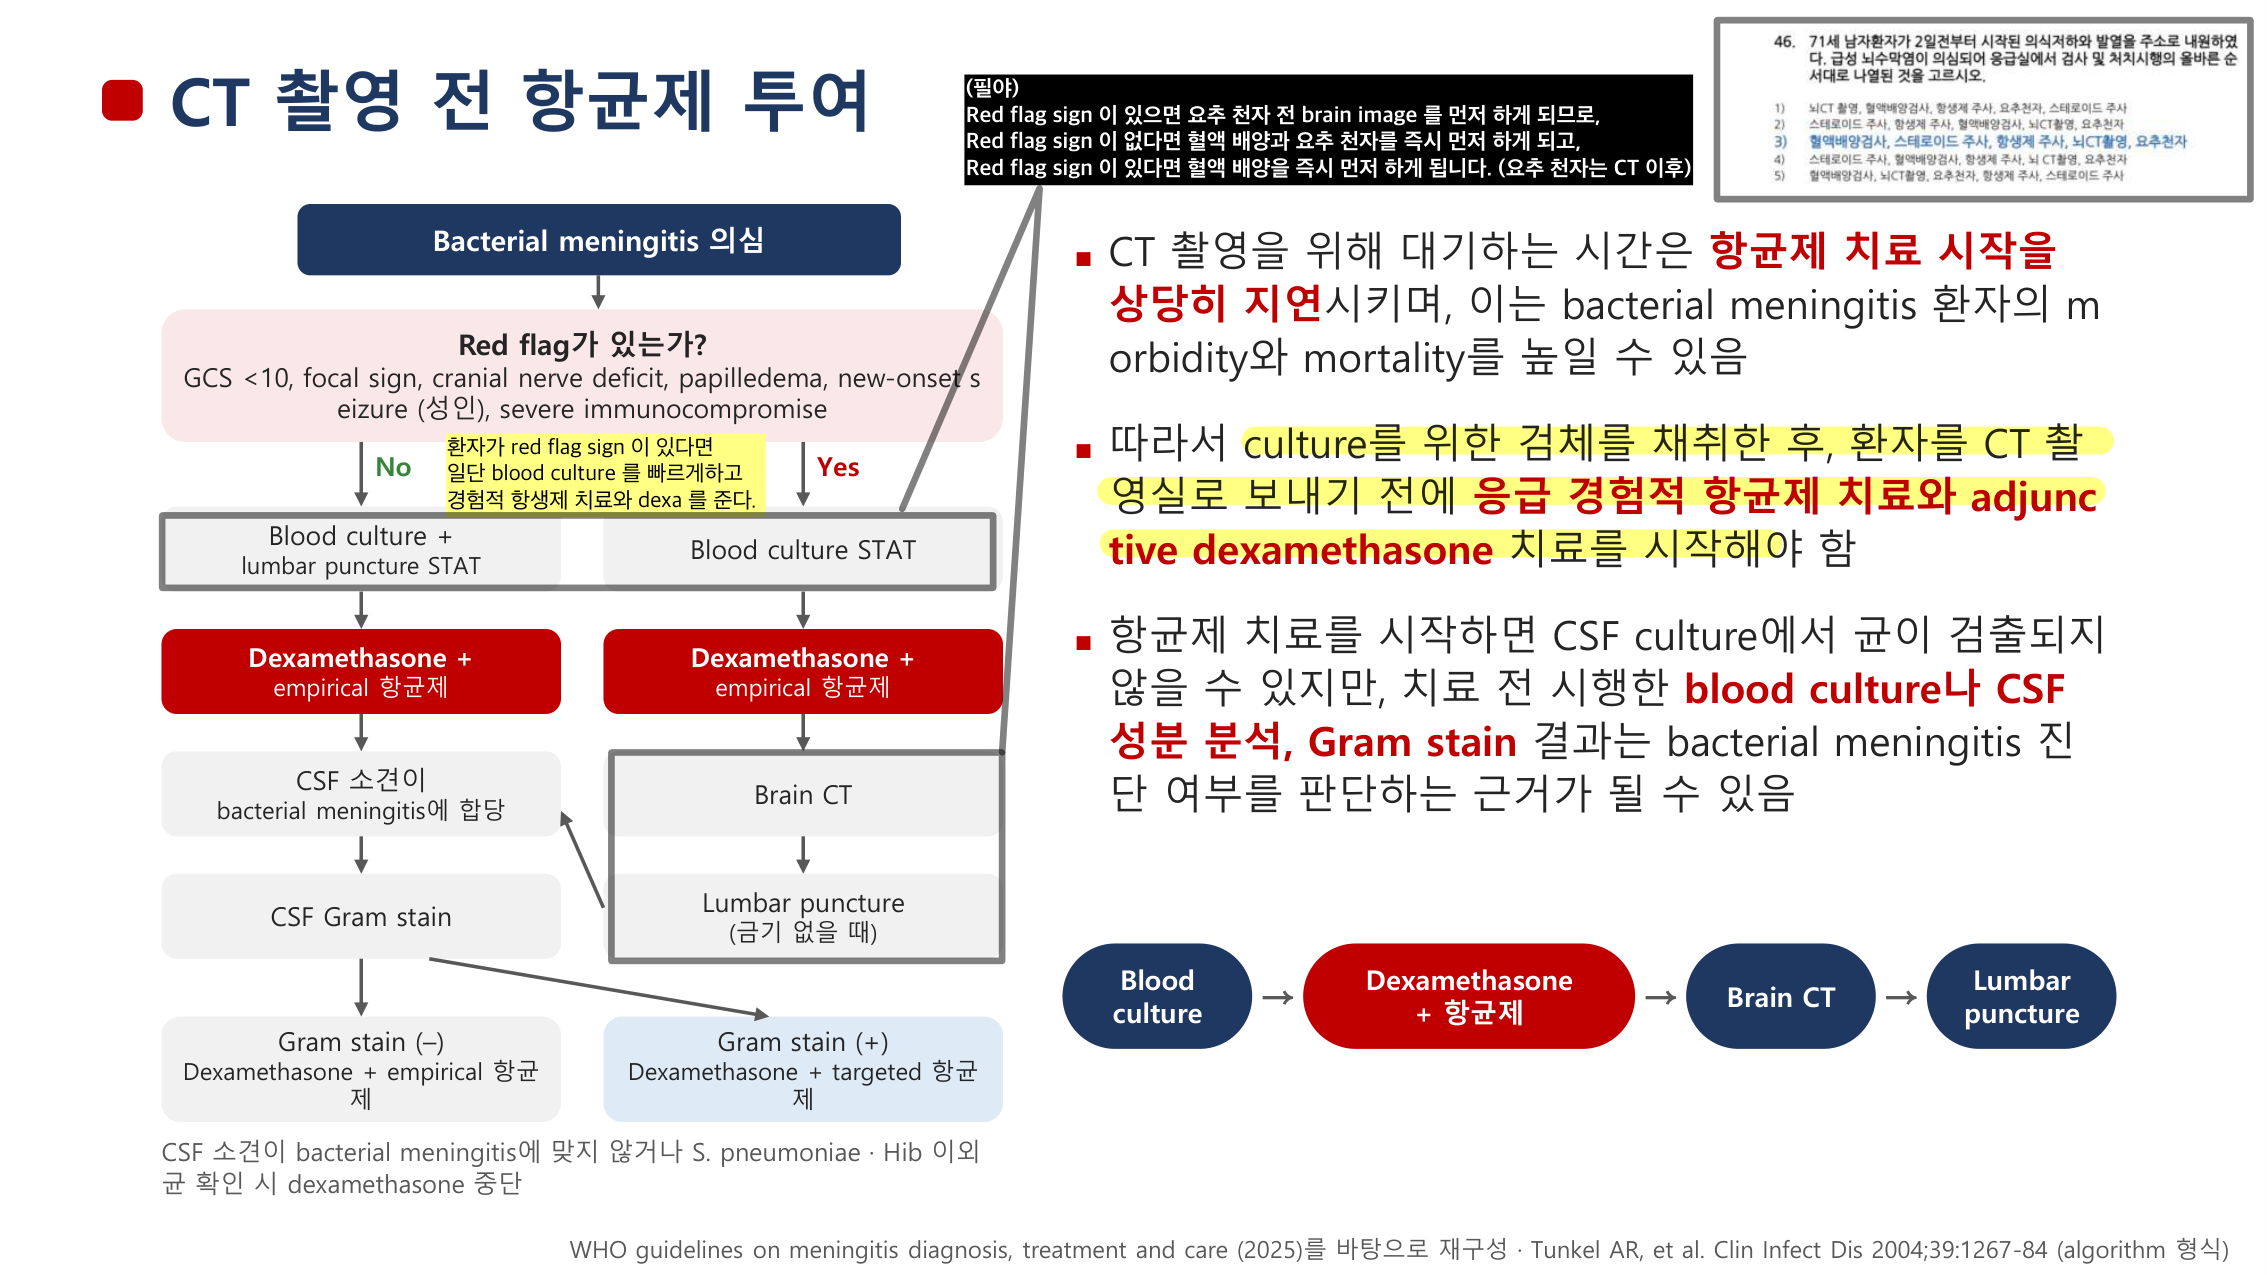 CT 촬영 전 항균제 투여
(필야)
Red flag sign 이 있으면 요추 천자 전 brain image 를 먼저 하게 되므로,
Red flag sign 이 없다면 혈액 배양과 요추 천자를 즉시 먼저 하게 되고,
Red flag sign 이 있다면 혈액 배양을 즉시 먼저 하게 됩니다. (요추 천자는 CT 이후)
46. 71세 남자환자가 2일전부터 시작된 의식저하와 발열을 주소로 내원하였
다. 급성 뇌수막염이 의심되어 응급실에서 검사 및 처치시행의 올바른 순
서대로 나열된 것을 고르시오.
1) 뇌CT 촬영, 혈액배양검사, 항생제 주사, 요추천자, 스테로이드 주사
2) 스테로이드 주사, 항생제 주사, 혈액배양검사, 뇌CT촬영, 요추천자
3) 혈액배양검사, 스테로이드 주사, 항생제 주사, 뇌CT촬영, 요추천자
4) 스테로이드 주사, 혈액배양검사, 항생제 주사, 뇌 CT촬영, 요추천자
5) 혈액배양검사, 뇌CT촬영, 요추천자, 항생제 주사, 스테로이드 주사
Bacterial meningitis 의심
Red flag가 있는가?
GCS <10, focal sign, cranial nerve deficit, papilledema, new-onset s
eizure (성인), severe immunocompromise
No
환자가 red flag sign 이 있다면
일단 blood culture 를 빠르게하고
경험적 항생제 치료와 dexa 를 준다.
Yes
Blood culture +
lumbar puncture STAT
Blood culture STAT
Dexamethasone +
empirical 항균제
Dexamethasone +
empirical 항균제
CSF 소견이
bacterial meningitis에 합당
Brain CT
CSF Gram stain
Lumbar puncture
(금기 없을 때)
Gram stain (–)
Dexamethasone + empirical 항균
제
Gram stain (+)
Dexamethasone + targeted 항균
제
CSF 소견이 bacterial meningitis에 맞지 않거나 S. pneumoniae · Hib 이외
균 확인 시 dexamethasone 중단
CT 촬영을 위해 대기하는 시간은 항균제 치료 시작을
상당히 지연시키며, 이는 bacterial meningitis 환자의 m
orbidity와 mortality를 높일 수 있음
따라서 culture를 위한 검체를 채취한 후, 환자를 CT 촬
영실로 보내기 전에 응급 경험적 항균제 치료와 adjunc
tive dexamethasone 치료를 시작해야 함
항균제 치료를 시작하면 CSF culture에서 균이 검출되지
않을 수 있지만, 치료 전 시행한 blood culture나 CSF
성분 분석, Gram stain 결과는 bacterial meningitis 진
단 여부를 판단하는 근거가 될 수 있음
Blood
culture
→
Dexamethasone
+ 항균제
→
Brain CT
→
Lumbar
puncture
WHO guidelines on meningitis diagnosis, treatment and care (2025)를 바탕으로 재구성 · Tunkel AR, et al. Clin Infect Dis 2004;39:1267-84 (algorithm 형식)